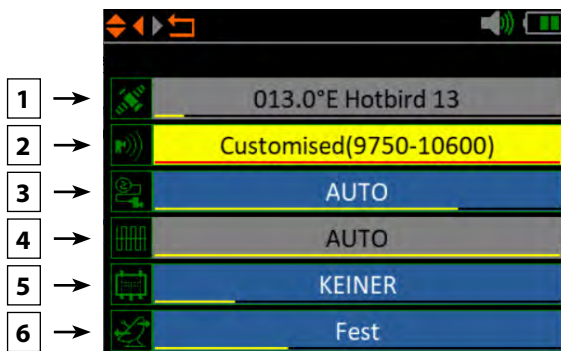 1 013.0°E Hotbird 13
2 Customised(9750-10600)
3 AUTO
4 AUTO
5 KEINER
6 Fest